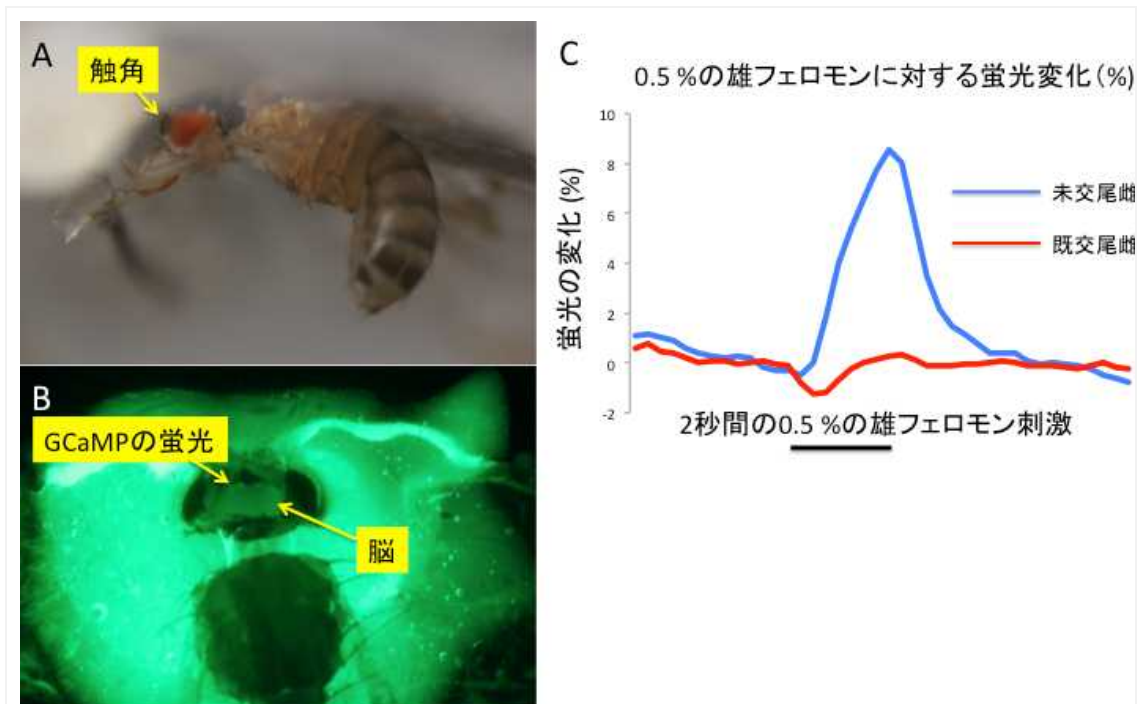 A
触角
B
GCaMPの蛍光
脳
C
0.5 %の雄フェロモンに対する蛍光変化(%)
蛍光の変化 (%)
10
8
6
4
2
0
-2
未交尾雌
既交尾雌
2秒間の0.5 %の雄フェロモン刺激